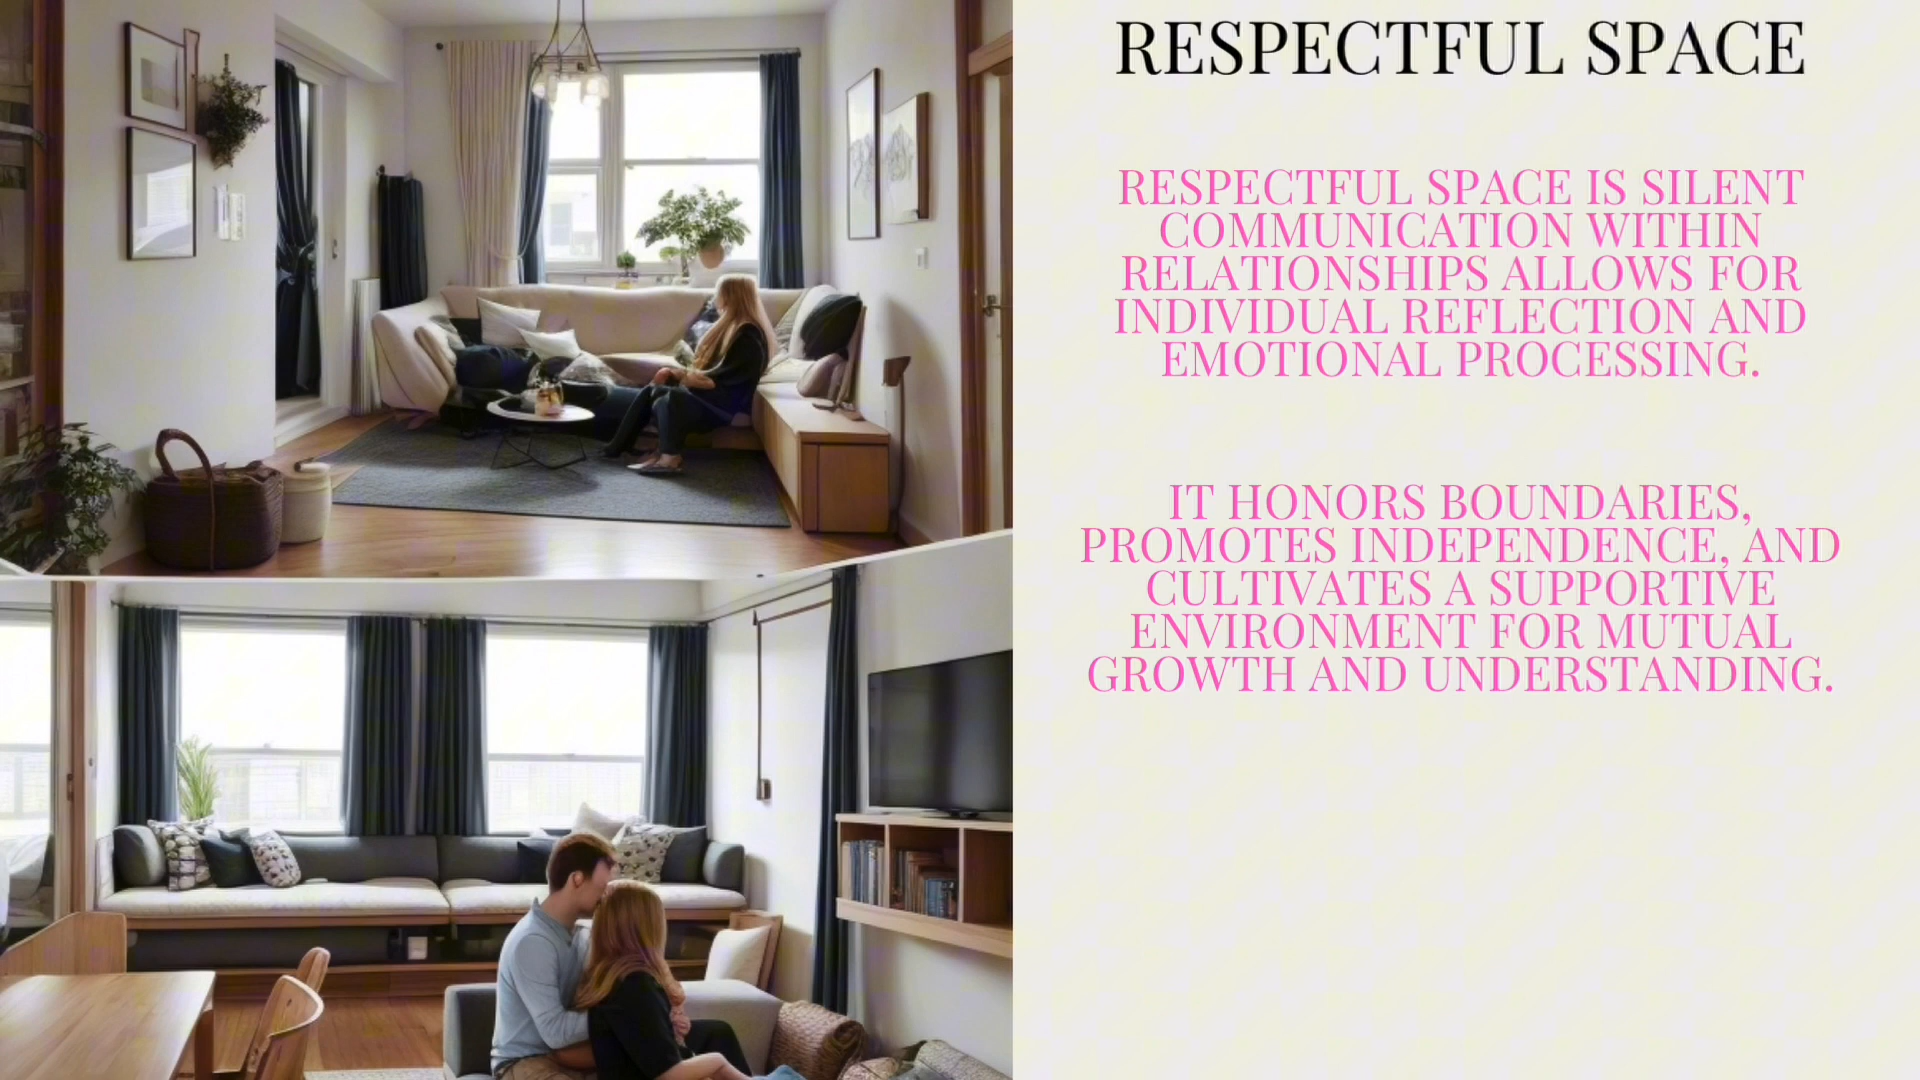 RESPECTFUL SPACE
RESPECTFUL SPACE IS SILENT
COMMUNICATION WITHIN
RELATIONSHIPS ALLOWS FOR
INDIVIDUAL REFLECTION AND
EMOTIONAL PROCESSING.
IT HONORS BOUNDARIES,
PROMOTES INDEPENDENCE, AND
CULTIVATES A SUPPORTIVE
ENVIRONMENT FOR MUTUAL
GROWTH AND UNDERSTANDING.